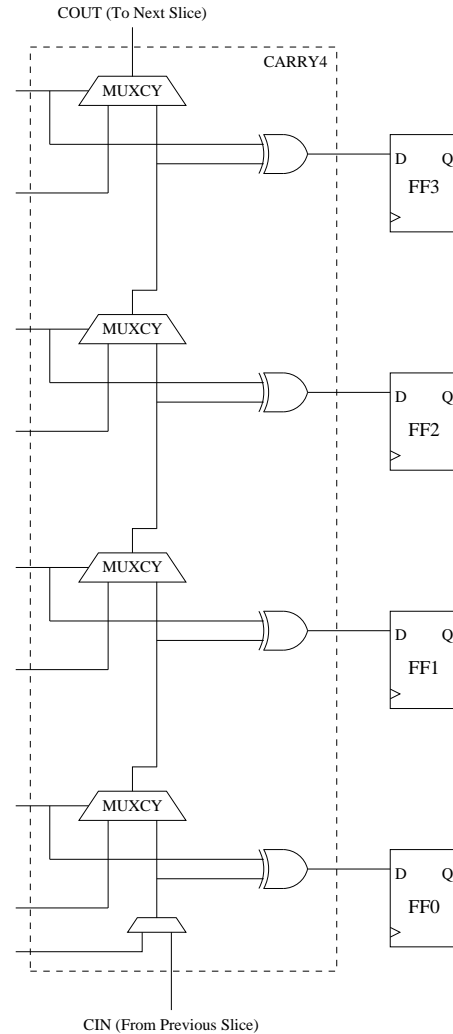 COUT (To Next Slice)
CARRY4
MUXCY
D Q
FF3
MUXCY
D Q
FF2
MUXCY
D Q
FF1
MUXCY
D Q
FF0
CIN (From Previous Slice)